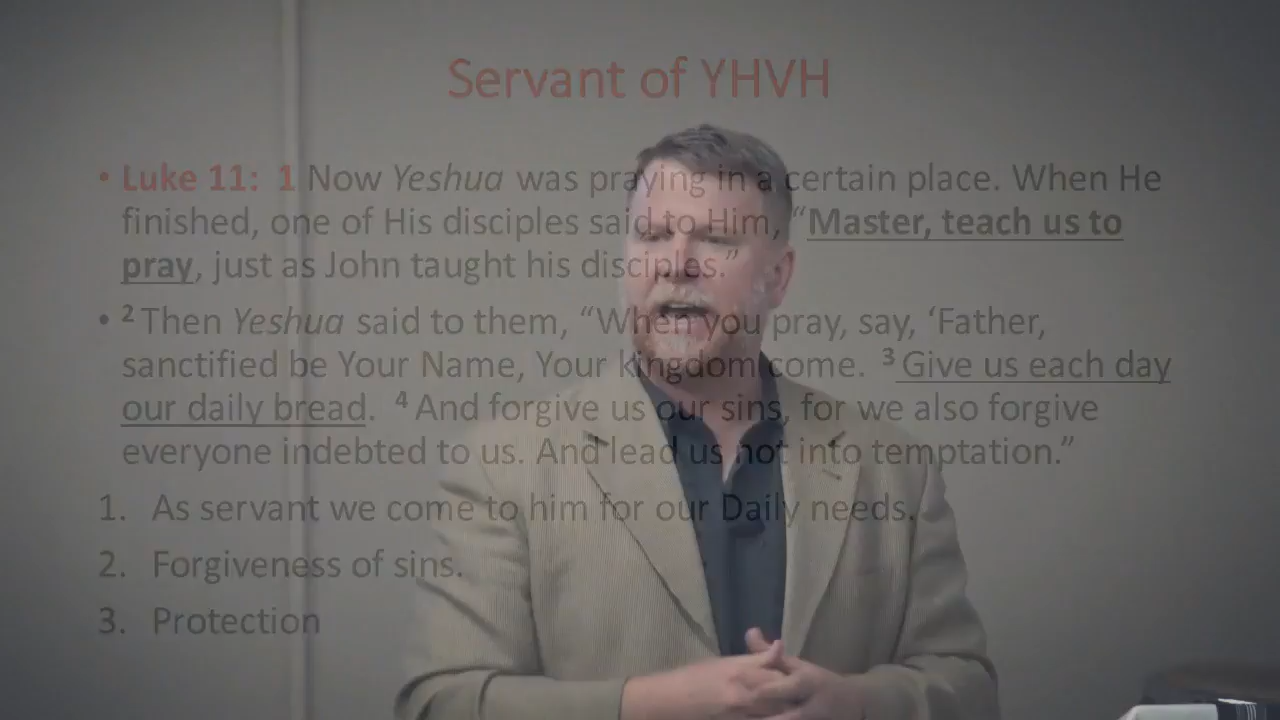 Servant of YHVH
• Luke 11: 1 Now Yeshua was praying in a certain place. When He
finished, one of His disciples said to Him, “Master, teach us to
pray, just as John taught his disciples.”
• 2 Then Yeshua said to them, “When you pray, say, ‘Father,
sanctified be Your Name, Your kingdom come. 3 Give us each day
our daily bread. 4 And forgive us our sins, for we also forgive
everyone indebted to us. And lead us not into temptation.”
1. As servant we come to him for our Daily needs.
2. Forgiveness of sins.
3. Protection